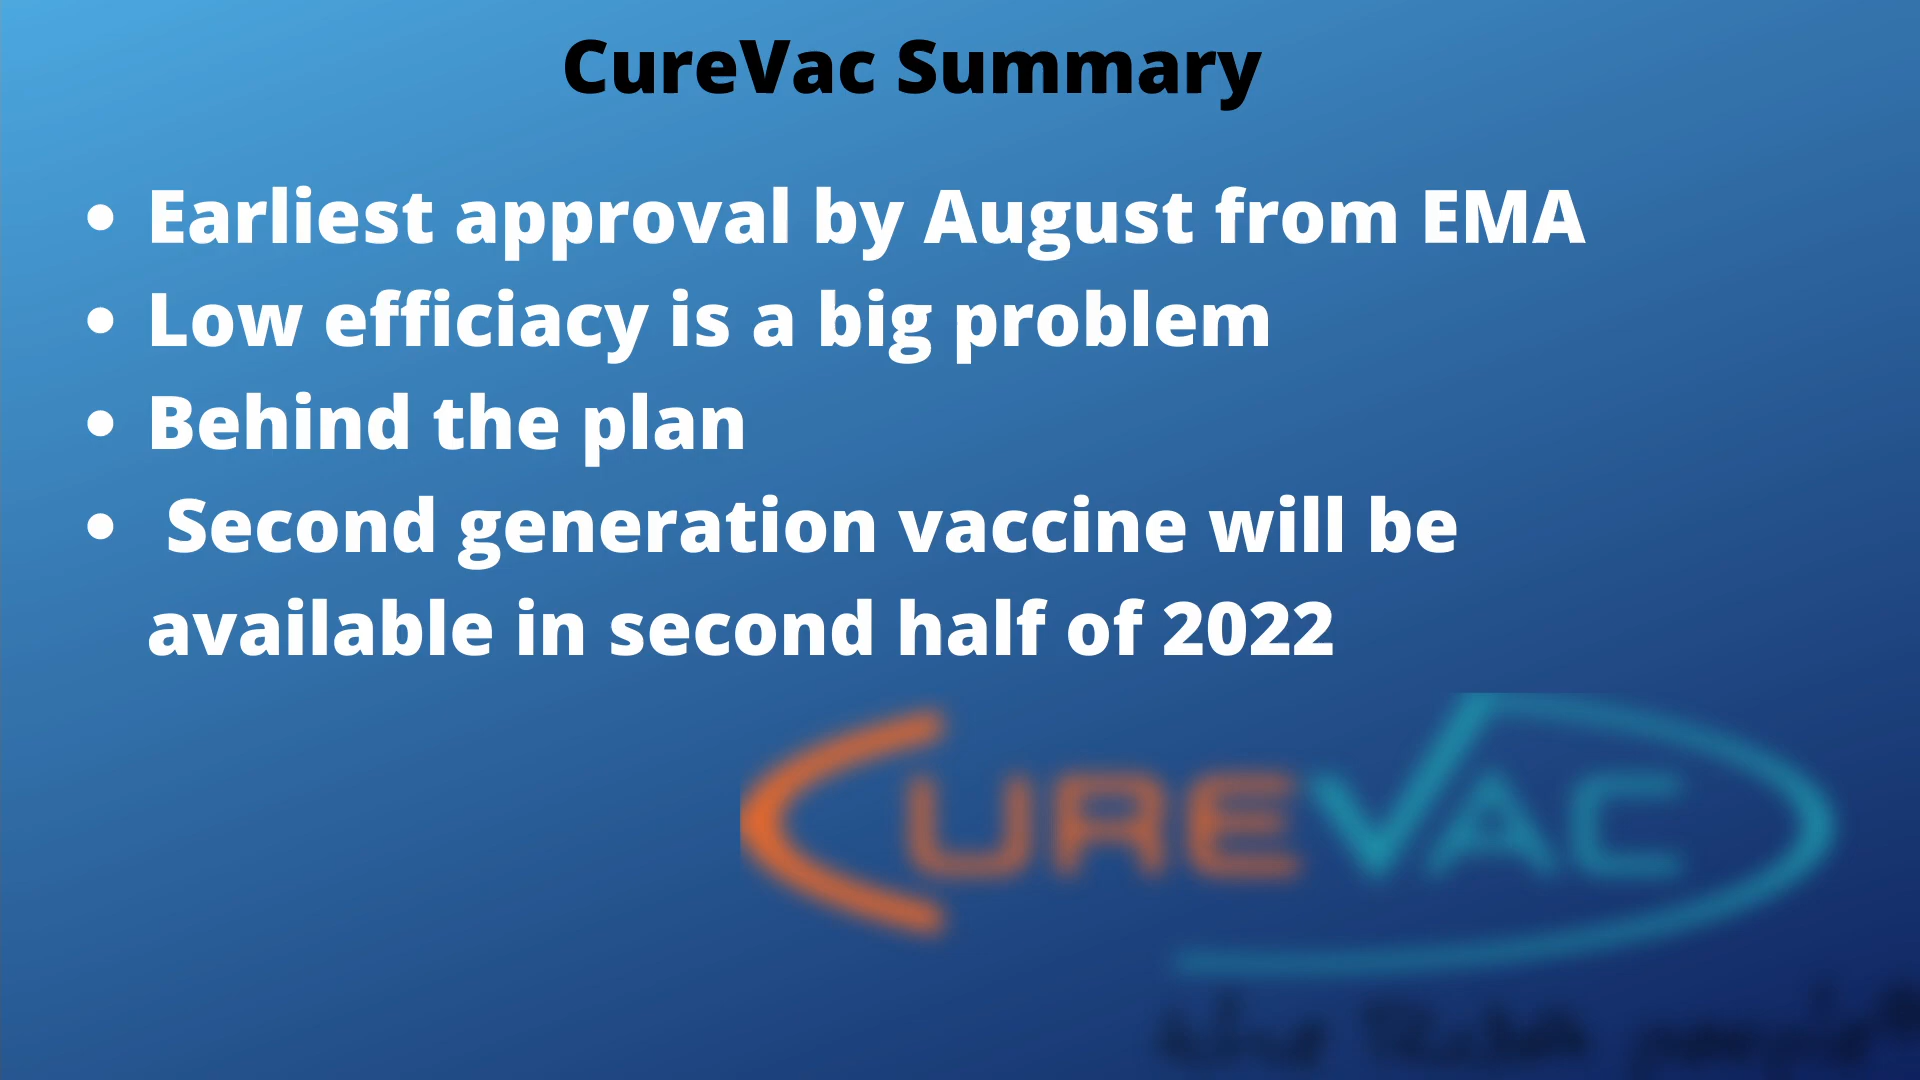 CureVac Summary
• Earliest approval by August from EMA
• Low efficiacy is a big problem
• Behind the plan
• Second generation vaccine will be
available in second half of 2022
CUREVAC